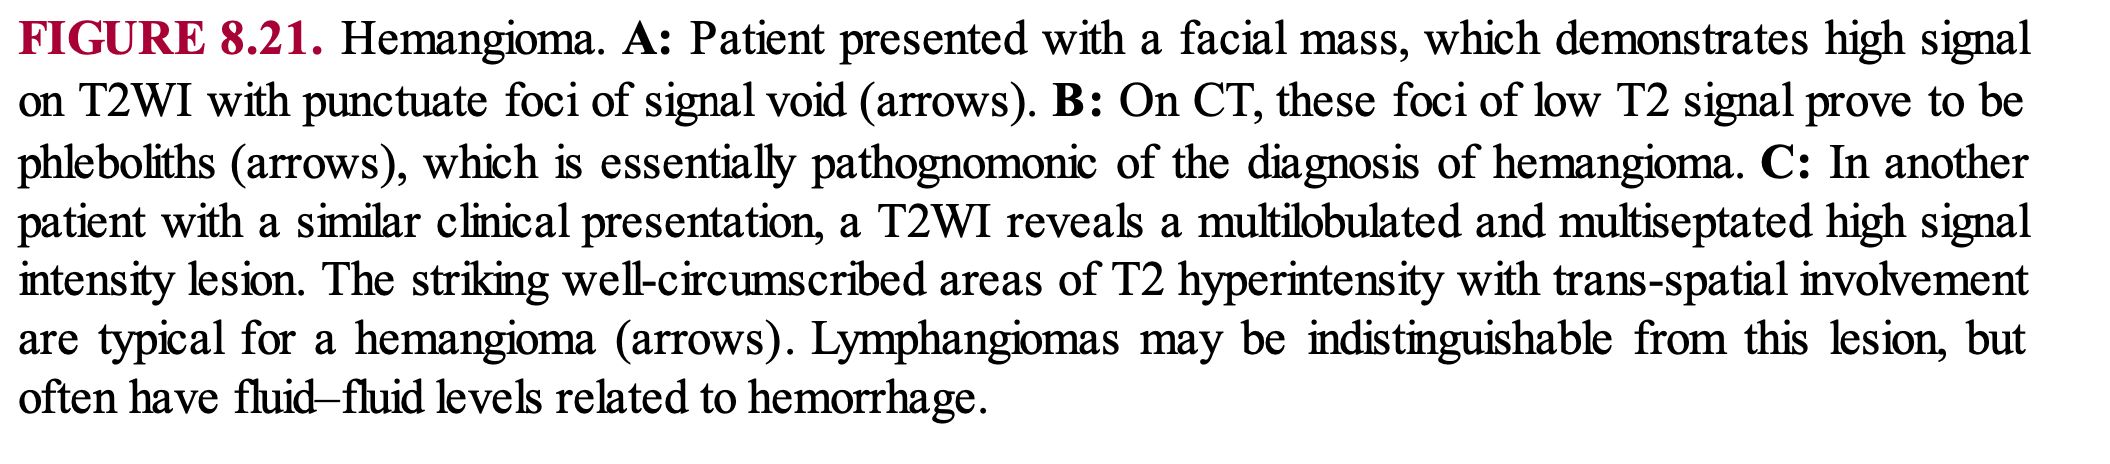 FIGURE 8.21. Hemangioma. A: Patient presented with a facial mass, which demonstrates high signal
on T2WI with punctuate foci of signal void (arrows). B: On CT, these foci of low T2 signal prove to be
phleboliths (arrows), which is essentially pathognomonic of the diagnosis of hemangioma. C: In another
patient with a similar clinical presentation, a T2WI reveals a multilobulated and multiseptated high signal
intensity lesion. The striking well-circumscribed areas of T2 hyperintensity with trans-spatial involvement
are typical for a hemangioma (arrows). Lymphangiomas may be indistinguishable from this lesion, but
often have fluid–fluid levels related to hemorrhage.